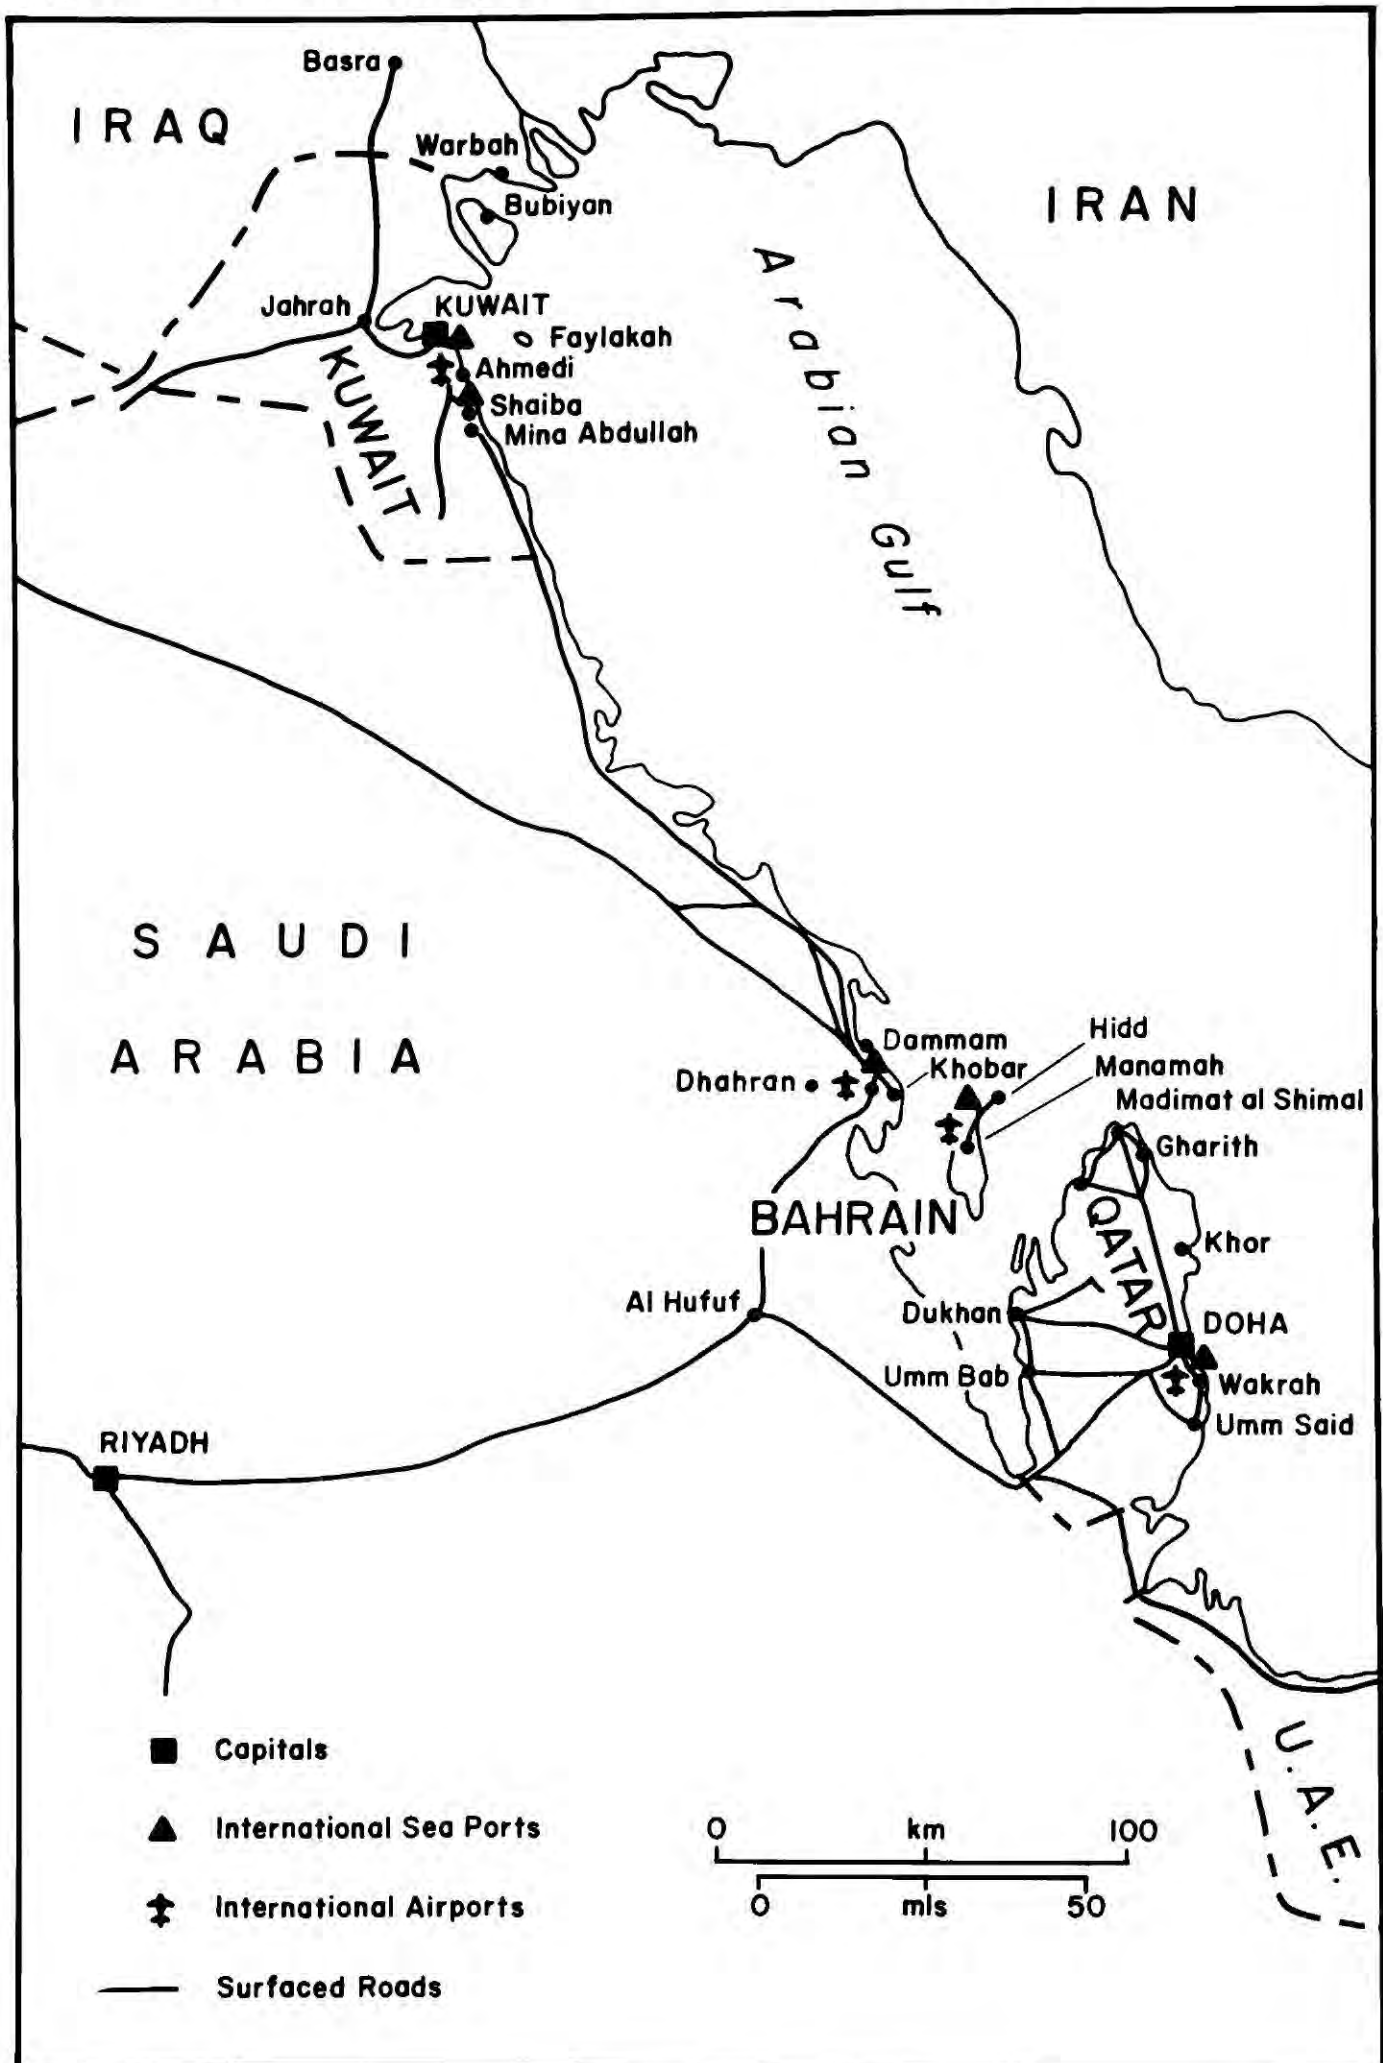 Basra
IRAQ
Warbah
Bubiyan
IRAN
Arabian Gulf
Jahrah
KUWAIT
Faylakah
KUWAIT
Ahmedi
Shaiba
Mina Abdullah
SAUDI
ARABIA
Hidd
Dammam
Khobar
Manamah
Dhahran
Madimat al Shimal
Gharith
BAHRAIN
QATAR
Khor
Al Hufuf
Dukhan
DOHA
Umm Bab
Wakrah
Umm Said
RIYADH
U.A.E.
Capitals
International Sea Ports
International Airports
Surfaced Roads
0 km 100
0 mls 50